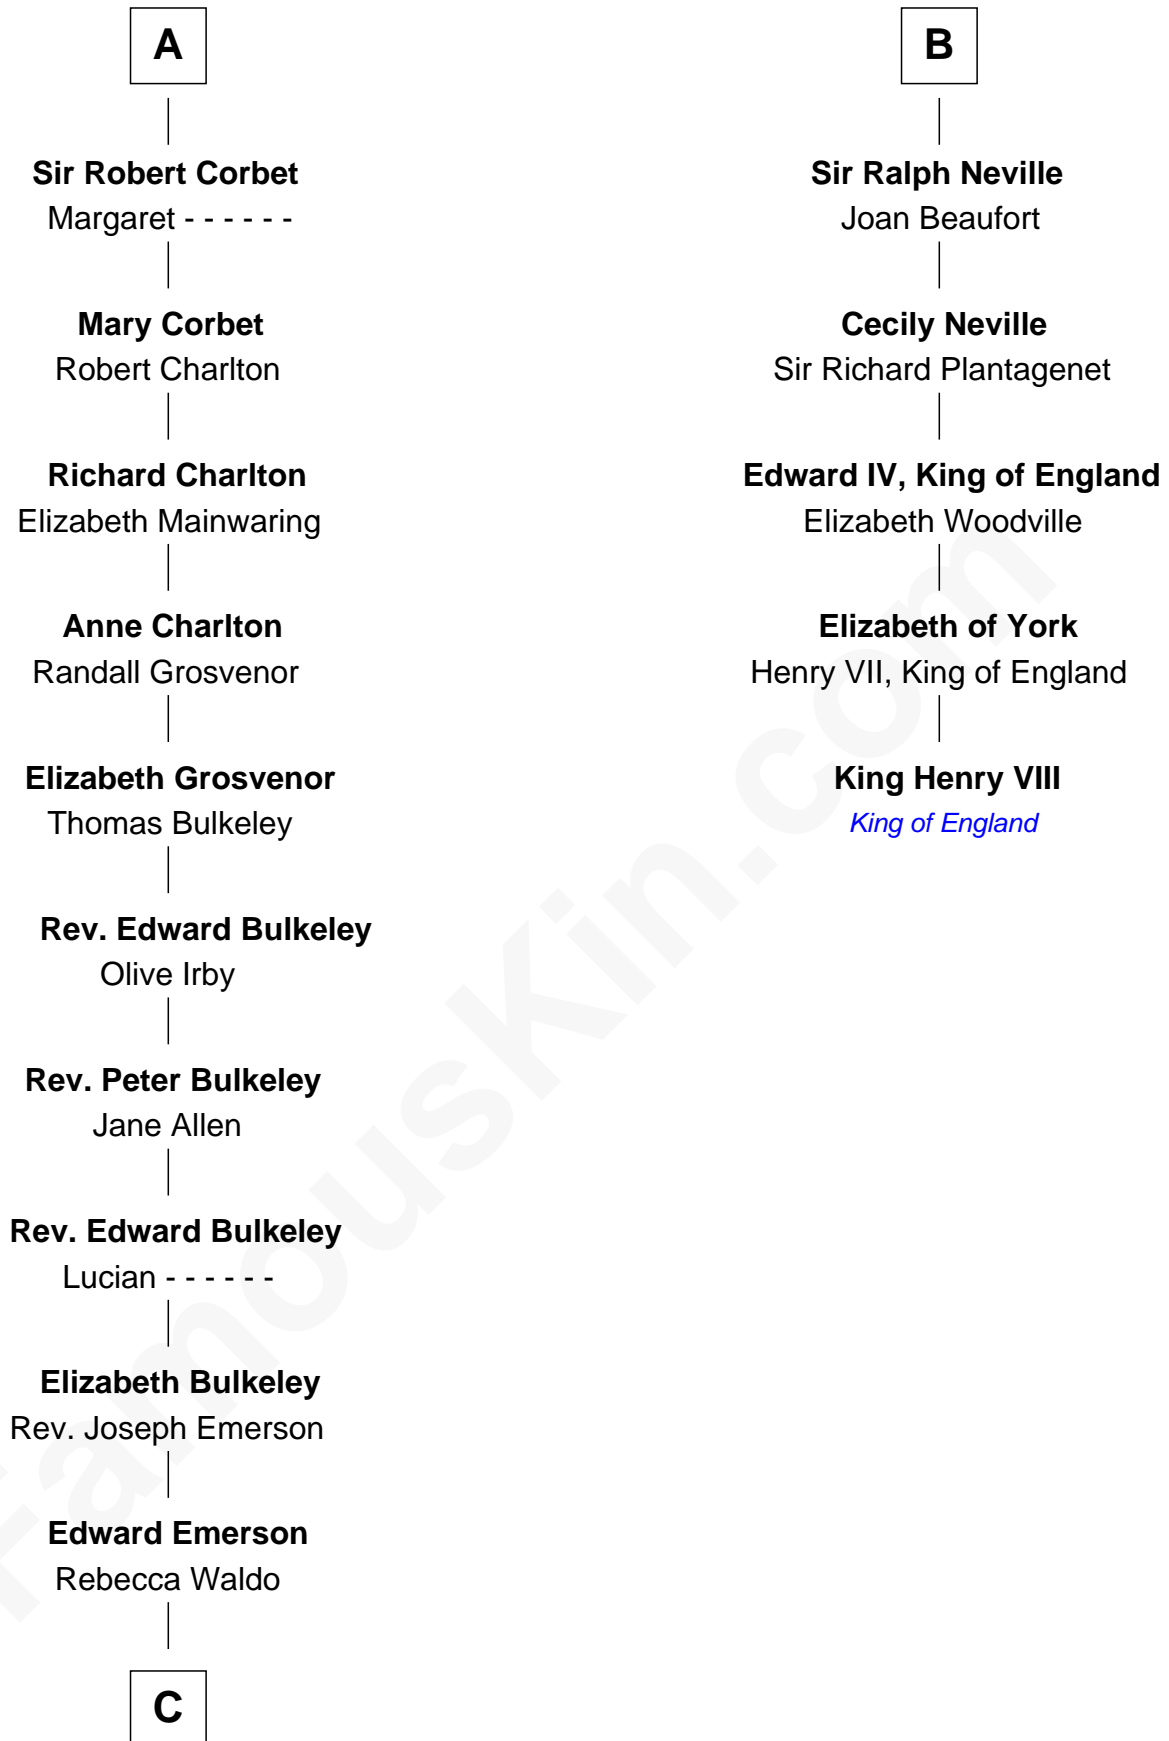 A
Sir Robert Corbet
Margaret - - - - - -
Mary Corbet
Robert Charlton
Richard Charlton
Elizabeth Mainwaring
Anne Charlton
Randall Grosvenor
Elizabeth Grosvenor
Thomas Bulkeley
Rev. Edward Bulkeley
Olive Irby
Rev. Peter Bulkeley
Jane Allen
Rev. Edward Bulkeley
Lucian - - - - - -
Elizabeth Bulkeley
Rev. Joseph Emerson
Edward Emerson
Rebecca Waldo
C
B
Sir Ralph Neville
Joan Beaufort
Cecily Neville
Sir Richard Plantagenet
Edward IV, King of England
Elizabeth Woodville
Elizabeth of York
Henry VII, King of England
King Henry VIII
King of England
FamousKin.com